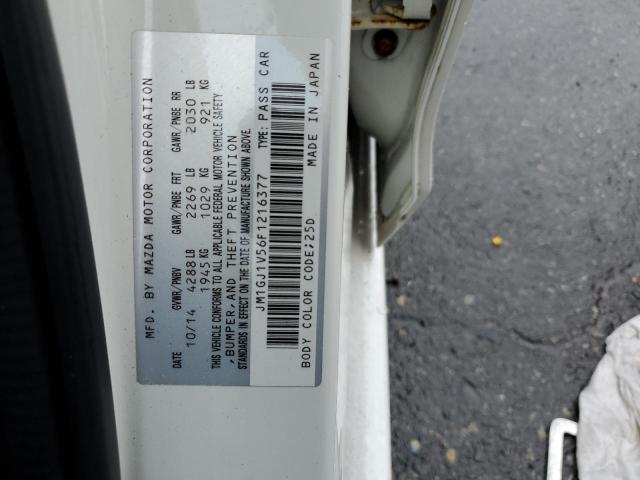 MFD. BY MAZDA MOTOR CORPORATION
DATE GVWR/PNBV GAWR/PNBE FRT GAWR/PNBE RR
10/14 4288 LB 2269 LB 2030 LB
1945 KG 1029 KG 921 KG
THIS VEHICLE CONFORMS TO ALL APPLICABLE FEDERAL MOTOR VEHICLE SAFETY
,BUMPER, AND THEFT PREVENTION
STANDARDS IN EFFECT ON THE DATE OF MANUFACTURE SHOWN ABOVE.
JM1GJ1V56F1216377 TYPE: PASS CAR
BODY COLOR CODE;25D MADE IN JAPAN